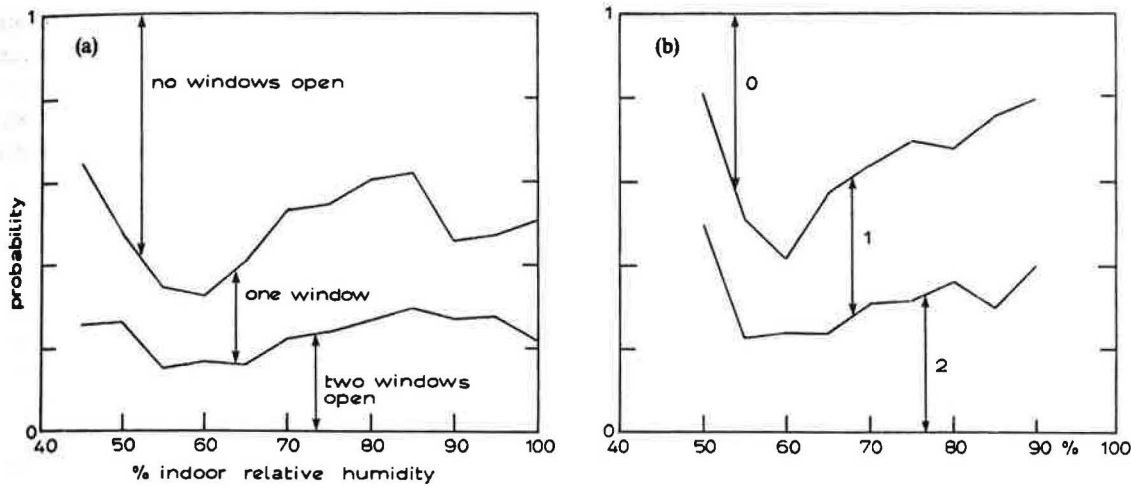 1
(a)
no windows open
one window
two windows
open
probability
0
40 50 60 70 80 90 100
% indoor relative humidity
1
(b)
0
1
2
0
40 50 60 70 80 90 % 100